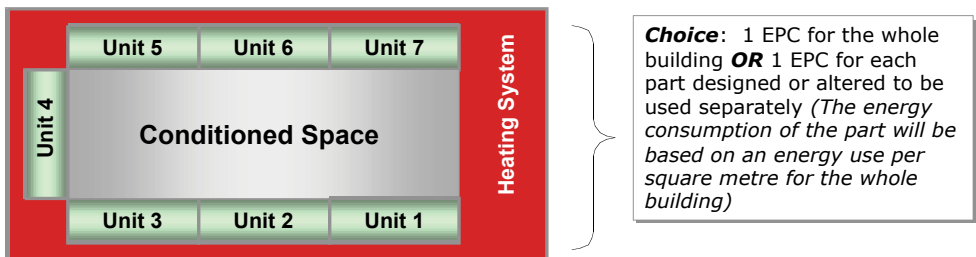 Unit 5 Unit 6 Unit 7
Unit 4
Conditioned Space
Heating System
Unit 3 Unit 2 Unit 1
Choice: 1 EPC for the whole
building OR 1 EPC for each
part designed or altered to be
used separately (The energy
consumption of the part will be
based on an energy use per
square metre for the whole
building)